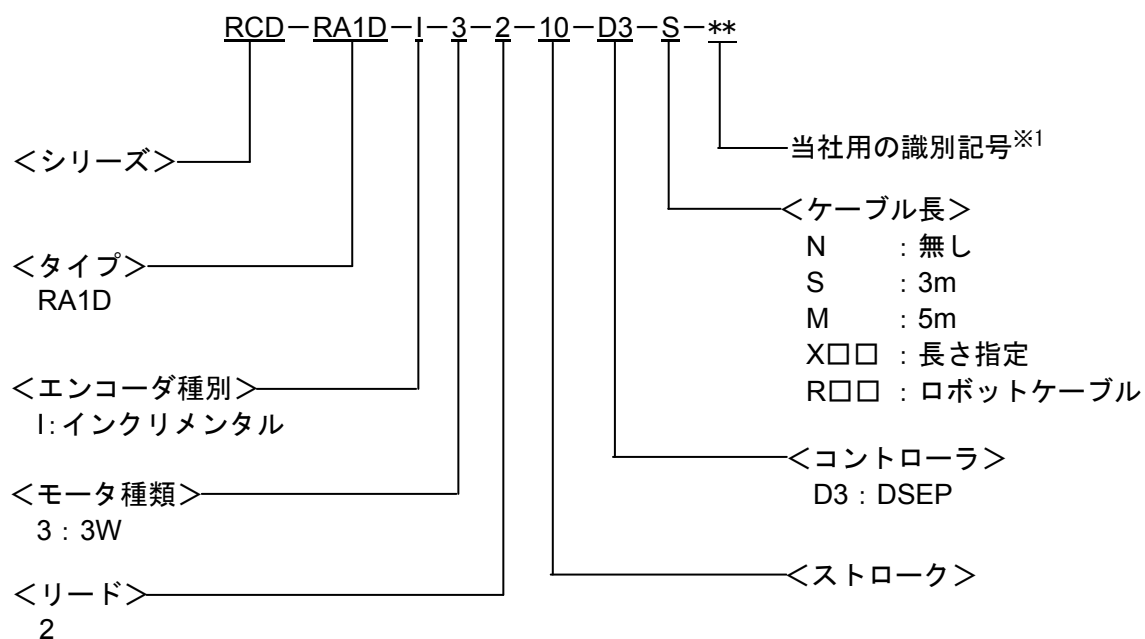 RCD－RA1D－I－3－2－10－D3－S－**
＜シリーズ＞
＜タイプ＞
RA1D
＜エンコーダ種別＞
I：インクリメンタル
＜モータ種類＞
3：3W
＜リード＞
2
当社用の識別記号※1
＜ケーブル長＞
N ：無し
S ：3m
M ：5m
X□□ ：長さ指定
R□□ ：ロボットケーブル
＜コントローラ＞
D3：DSEP
＜ストローク＞